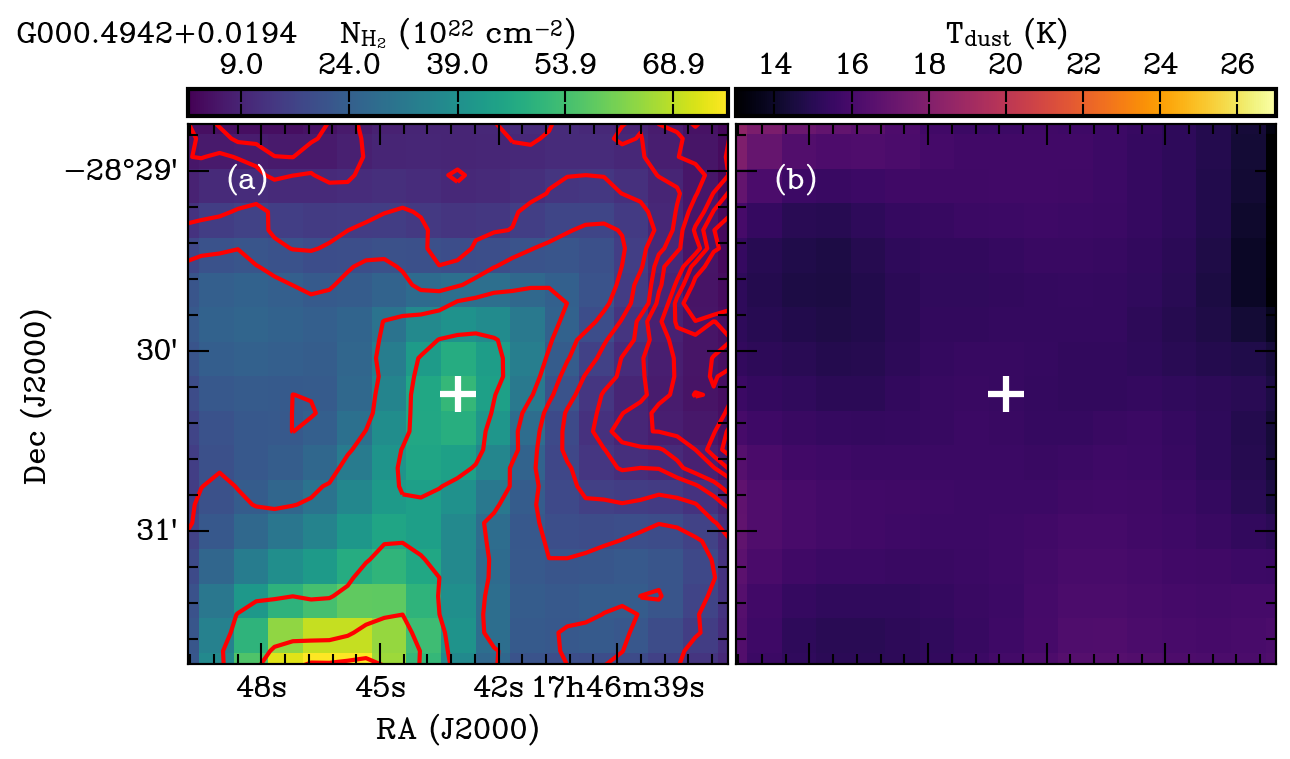 G000.4942+0.0194 N_H₂ (10²² cm⁻²) T_dust (K)
9.0 24.0 39.0 53.9 68.9 14 16 18 20 22 24 26
−28°29' (a) (b)
30'
31'
Dec (J2000)
48s 45s 42s 17h46m39s
RA (J2000)